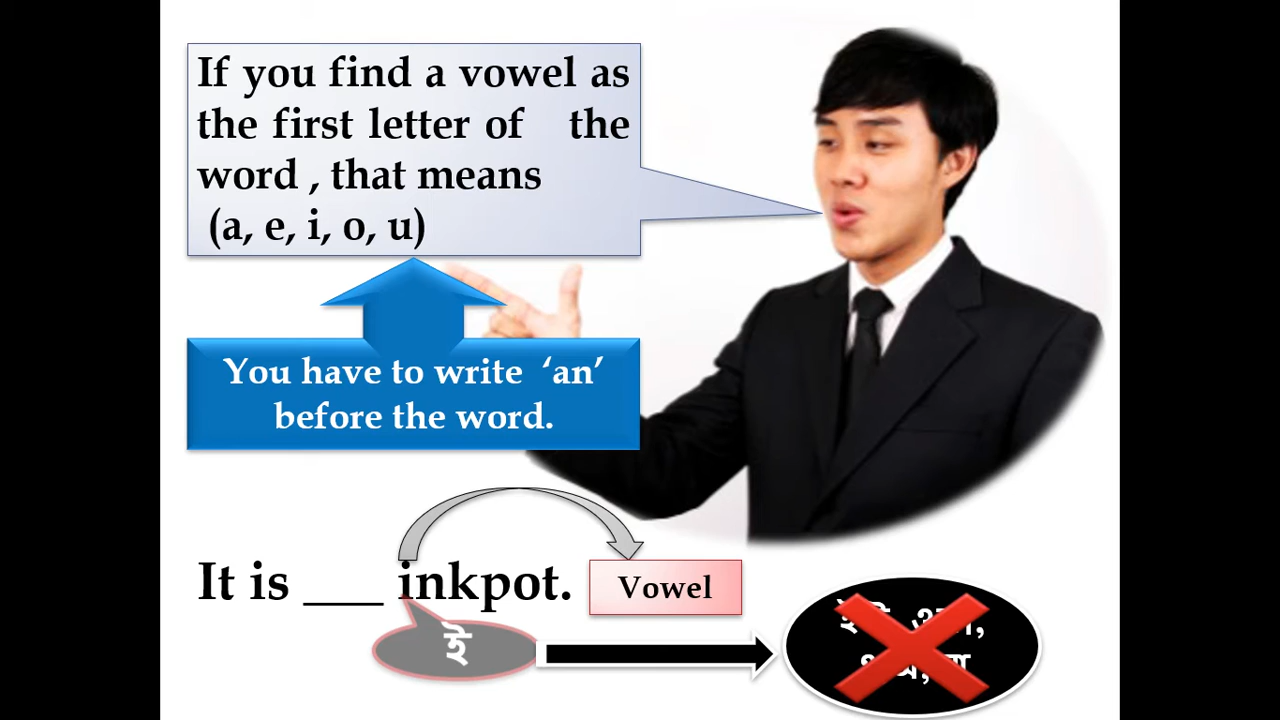 If you find a vowel as
the first letter of the
word , that means
(a, e, i, o, u)
You have to write ‘an’
before the word.
It is ___ inkpot.
Vowel
ই